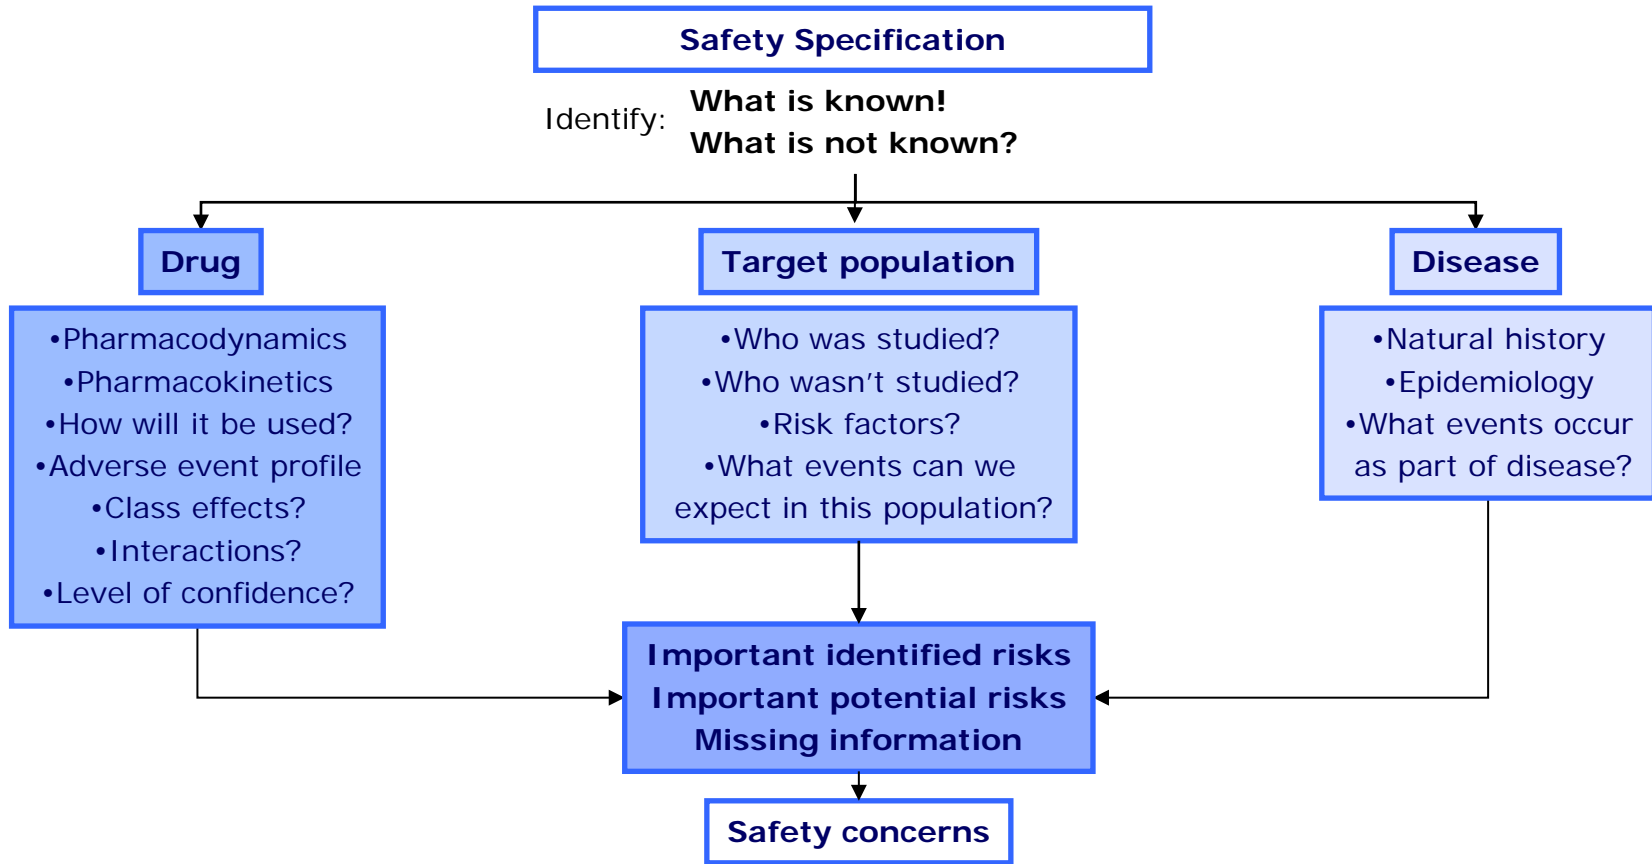 Safety Specification
Identify:
What is known!
What is not known?
Drug
•Pharmacodynamics
•Pharmacokinetics
•How will it be used?
•Adverse event profile
•Class effects?
•Interactions?
•Level of confidence?
Target population
•Who was studied?
•Who wasn't studied?
•Risk factors?
•What events can we
expect in this population?
Disease
•Natural history
•Epidemiology
•What events occur
as part of disease?
Important identified risks
Important potential risks
Missing information
Safety concerns